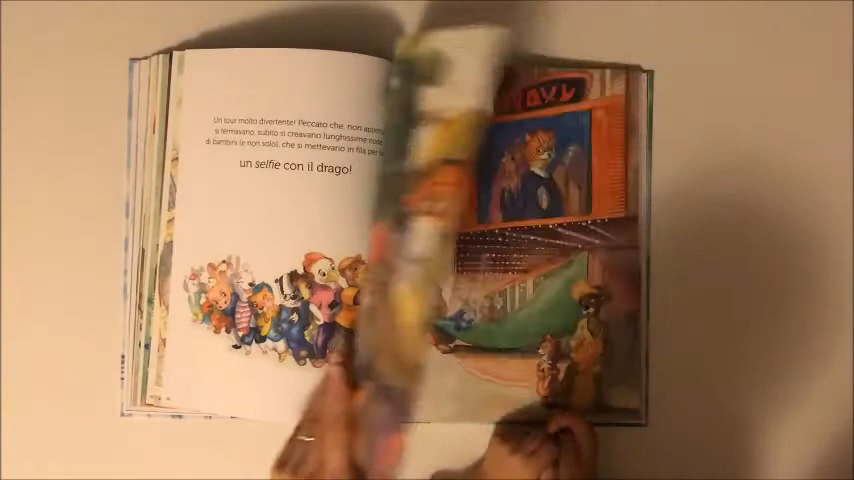 Un tour molto divertente! Peccato che, non appena
si fermavano, subito si creavano lunghissime code
di bambini (e non solo), che si mettevano in fila per
un selfie con il drago!